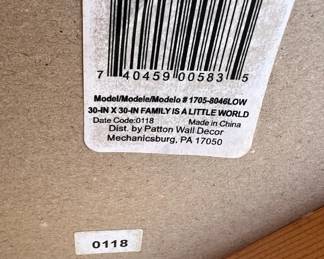 7 40459 00583 5
Model/Modele/Modelo # 1705-8046LOW
30-IN X 30-IN FAMILY IS A LITTLE WORLD
Date Code:0118 Made in China
Dist. by Patton Wall Decor
Mechanicsburg, PA 17050
0118